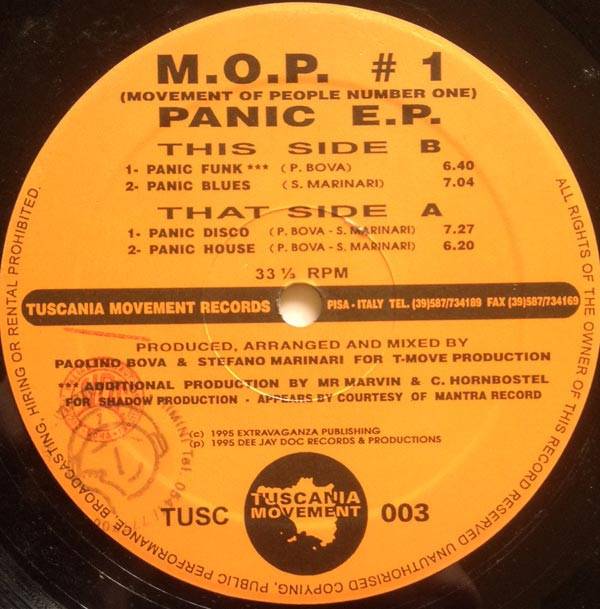 M.O.P. # 1
(MOVEMENT OF PEOPLE NUMBER ONE)
PANIC E.P.
THIS SIDE B
1- PANIC FUNK *** (P. BOVA) 6.40
2- PANIC BLUES (S. MARINARI) 7.04
THAT SIDE A
1- PANIC DISCO (P. BOVA - S. MARINARI) 7.27
2- PANIC HOUSE (P. BOVA - S. MARINARI) 6.20
33 ⅓ RPM
TUSCANIA MOVEMENT RECORDS PISA - ITALY TEL. (39)587/734189 FAX (39)587/734169
PRODUCED, ARRANGED AND MIXED BY
PAOLINO BOVA & STEFANO MARINARI FOR T-MOVE PRODUCTION
*** ADDITIONAL PRODUCTION BY MR MARVIN & C. HORNBOSTEL
FOR SHADOW PRODUCTION - APPEARS BY COURTESY OF MANTRA RECORD
(c) 1995 EXTRAVAGANZA PUBLISHING
(p) 1995 DEE JAY DOC RECORDS & PRODUCTIONS
TUSC
TUSCANIA
MOVEMENT
003
ALL RIGHTS OF THE OWNER OF THIS RECORD RESERVED UNAUTHORISED COPYING, PUBLIC PERFORMANCE, BROADCASTING, HIRING OR RENTAL PROHIBITED.
RIMINI Tel.